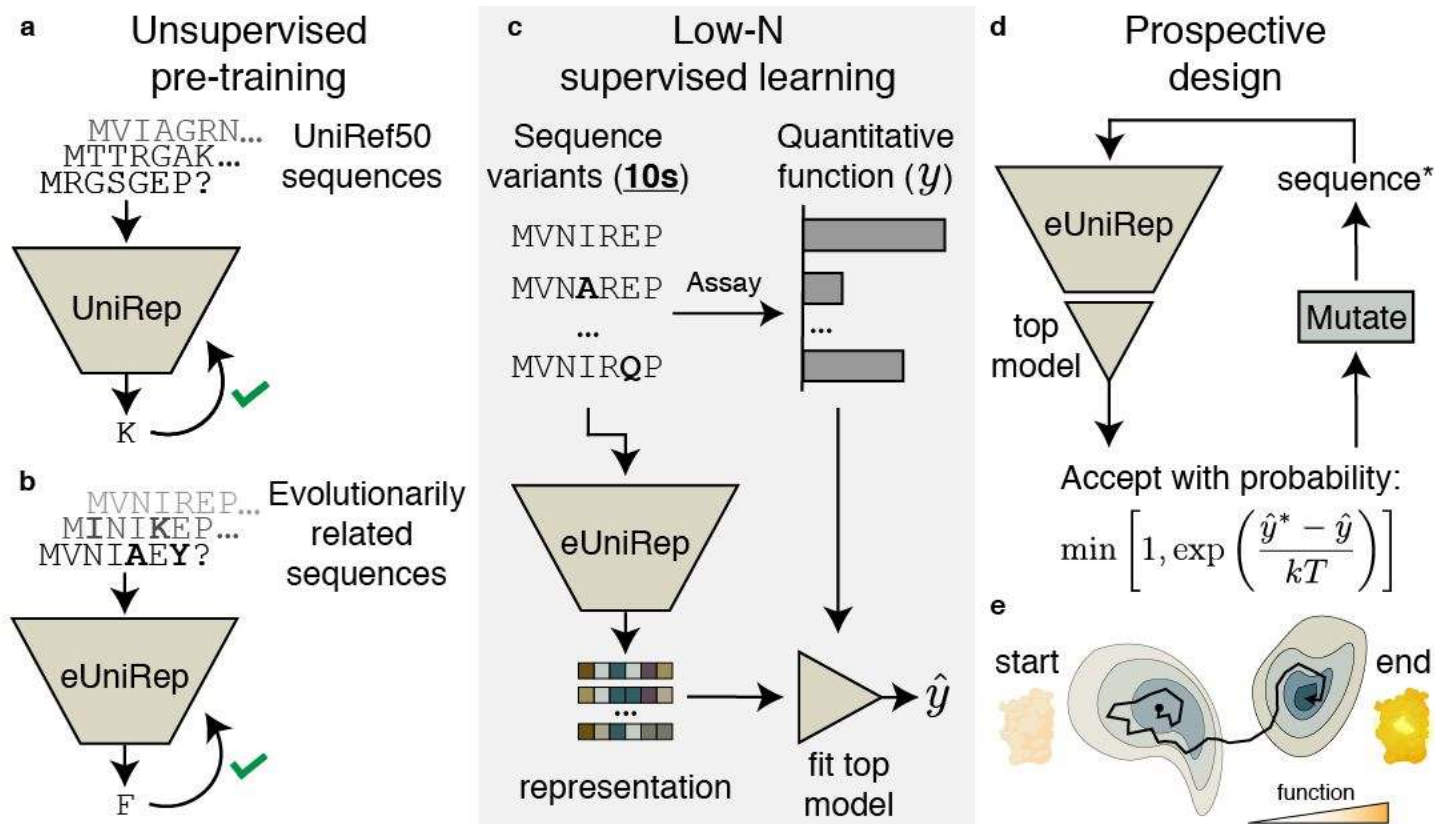 a
Unsupervised
pre-training
MVIAGRN...
MTTRGAK...
MRGSGEP?
UniRef50
sequences
UniRep
K
b
MVNIREP...
MINIKEP...
MVNIAEY?
Evolutionarily
related
sequences
eUniRep
F
c
Low-N
supervised learning
Sequence
variants (10s)
Quantitative
function (y)
MVNIREP
MVNAREP
...
MVNIRQP
Assay
...
eUniRep
...
representation
ŷ
fit top
model
d
Prospective
design
eUniRep
top
model
sequence*
Mutate
Accept with probability:
min [1, exp ((ŷ* − ŷ) / kT)]
e
start
end
function